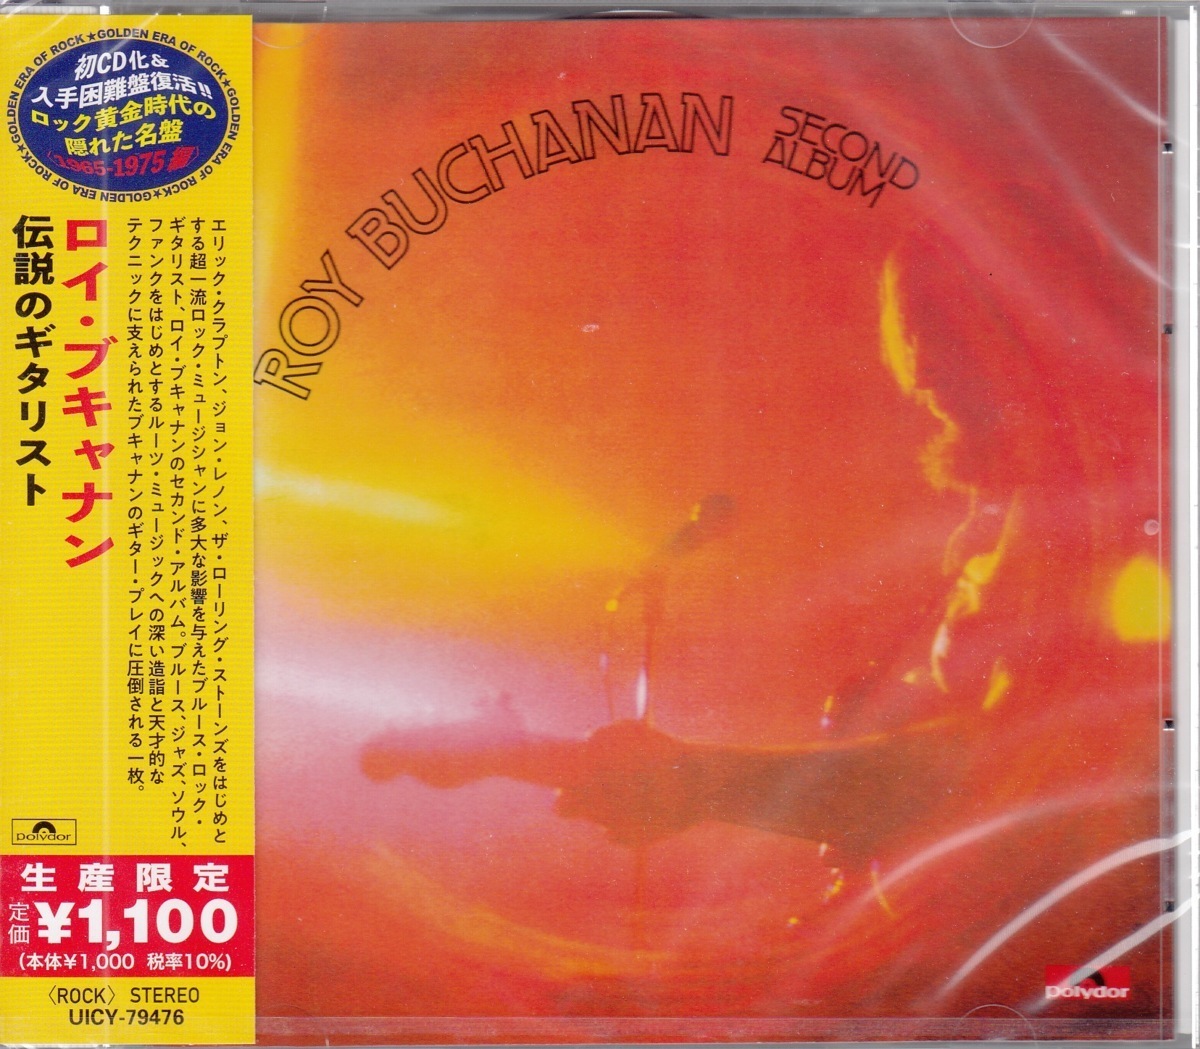 ★GOLDEN ERA OF ROCK★GOLDEN ERA OF ROCK★GOLDEN ERA OF ROCK★GOLDEN ERA OF ROCK
初CD化&
入手困難盤復活!!
ロック黄金時代の
隠れた名盤
〈1965-1975編〉
ロイ・ブキャナン
伝説のギタリスト
エリック・クラプトン、ジョン・レノン、ザ・ローリング・ストーンズをはじめと
する超一流ロック・ミュージシャンに多大な影響を与えたブルース・ロック・
ギタリスト、ロイ・ブキャナンのセカンド・アルバム。ブルース、ジャズ、ソウル、
ファンクをはじめとするルーツ・ミュージックへの深い造詣と天才的な
テクニックに支えられたブキャナンのギター・プレイに圧倒される一枚。
polydor
生産限定
定価 ¥1,100
(本体¥1,000 税率10%)
〈ROCK〉 STEREO
UICY-79476
ROY BUCHANAN
SECOND
ALBUM
polydor